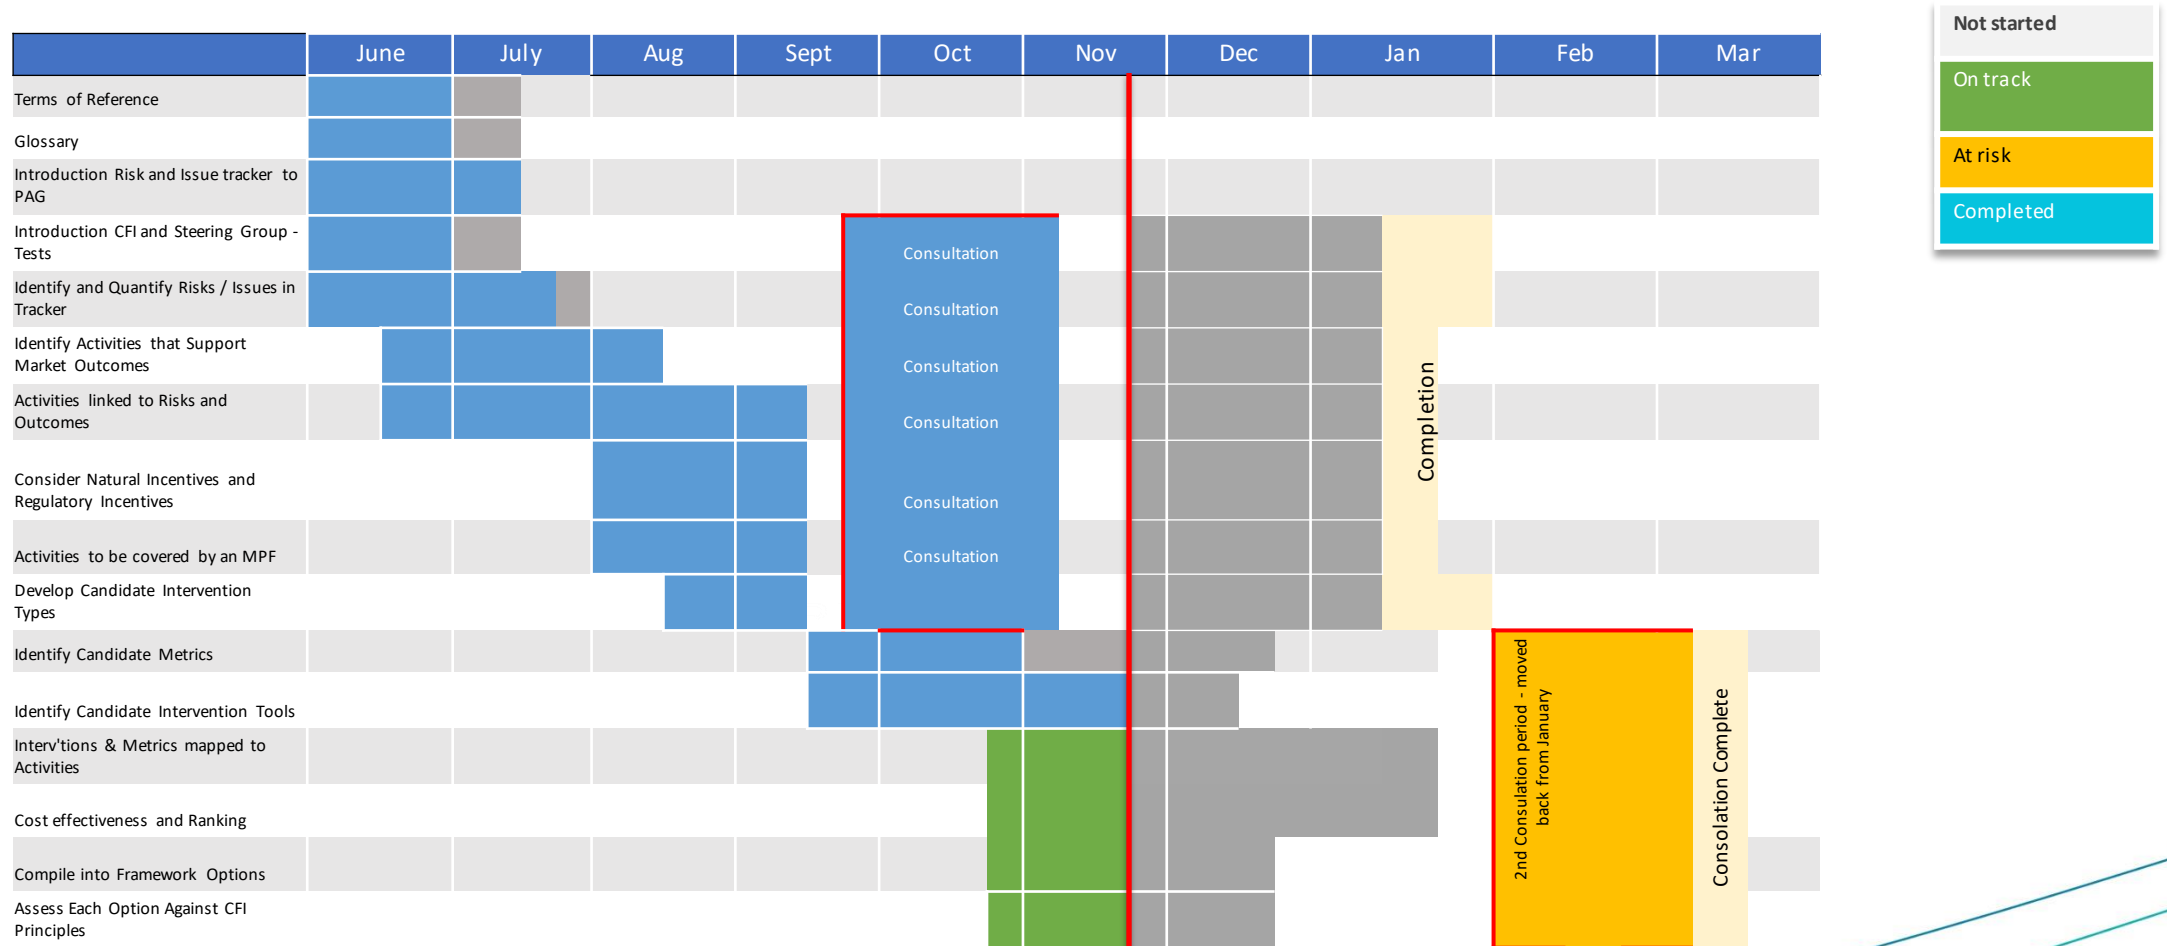 Not started
On track
At risk
Completed
June July Aug Sept Oct Nov Dec Jan Feb Mar
Terms of Reference
Glossary
Introduction Risk and Issue tracker to
PAG
Introduction CFI and Steering Group -
Tests
Consultation
Identify and Quantify Risks / Issues in
Tracker
Consultation
Identify Activities that Support
Market Outcomes
Consultation
Activities linked to Risks and
Outcomes
Consultation
Consider Natural Incentives and
Regulatory Incentives
Consultation
Activities to be covered by an MPF
Consultation
Develop Candidate Intervention
Types
Completion
Identify Candidate Metrics
Identify Candidate Intervention Tools
Interv'tions & Metrics mapped to
Activities
Cost effectiveness and Ranking
Compile into Framework Options
Assess Each Option Against CFI
Principles
2nd Consulation period - moved
back from January
Consolation Complete